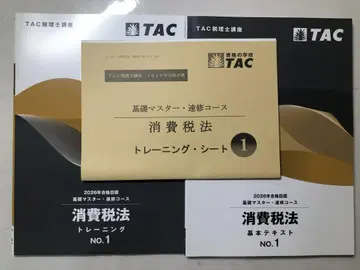 TAC税理士講座
TAC
2026年合格目標
基礎マスター・速修コース
消費税法
トレーニング
NO.1
資格の学校
TAC
基礎マスター・速修コース
消費税法
トレーニング・シート
1
TAC税理士講座
TAC
2026年合格目標
基礎マスター・速修コース
消費税法
基本テキスト
NO.1